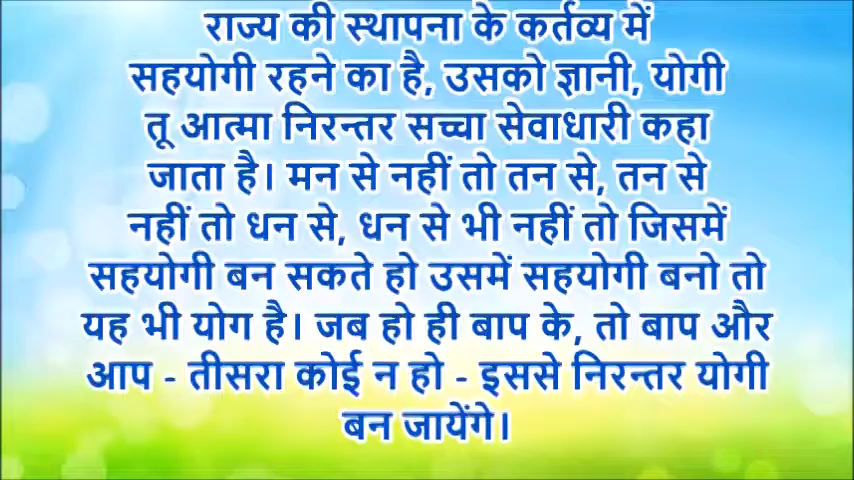 राज्य की स्थापना के कर्तव्य में
सहयोगी रहने का है, उसको ज्ञानी, योगी
तू आत्मा निरन्तर सच्चा सेवाधारी कहा
जाता है। मन से नहीं तो तन से, तन से
नहीं तो धन से, धन से भी नहीं तो जिसमें
सहयोगी बन सकते हो उसमें सहयोगी बनो तो
यह भी योग है। जब हो ही बाप के, तो बाप और
आप - तीसरा कोई न हो - इससे निरन्तर योगी
बन जायेंगे।